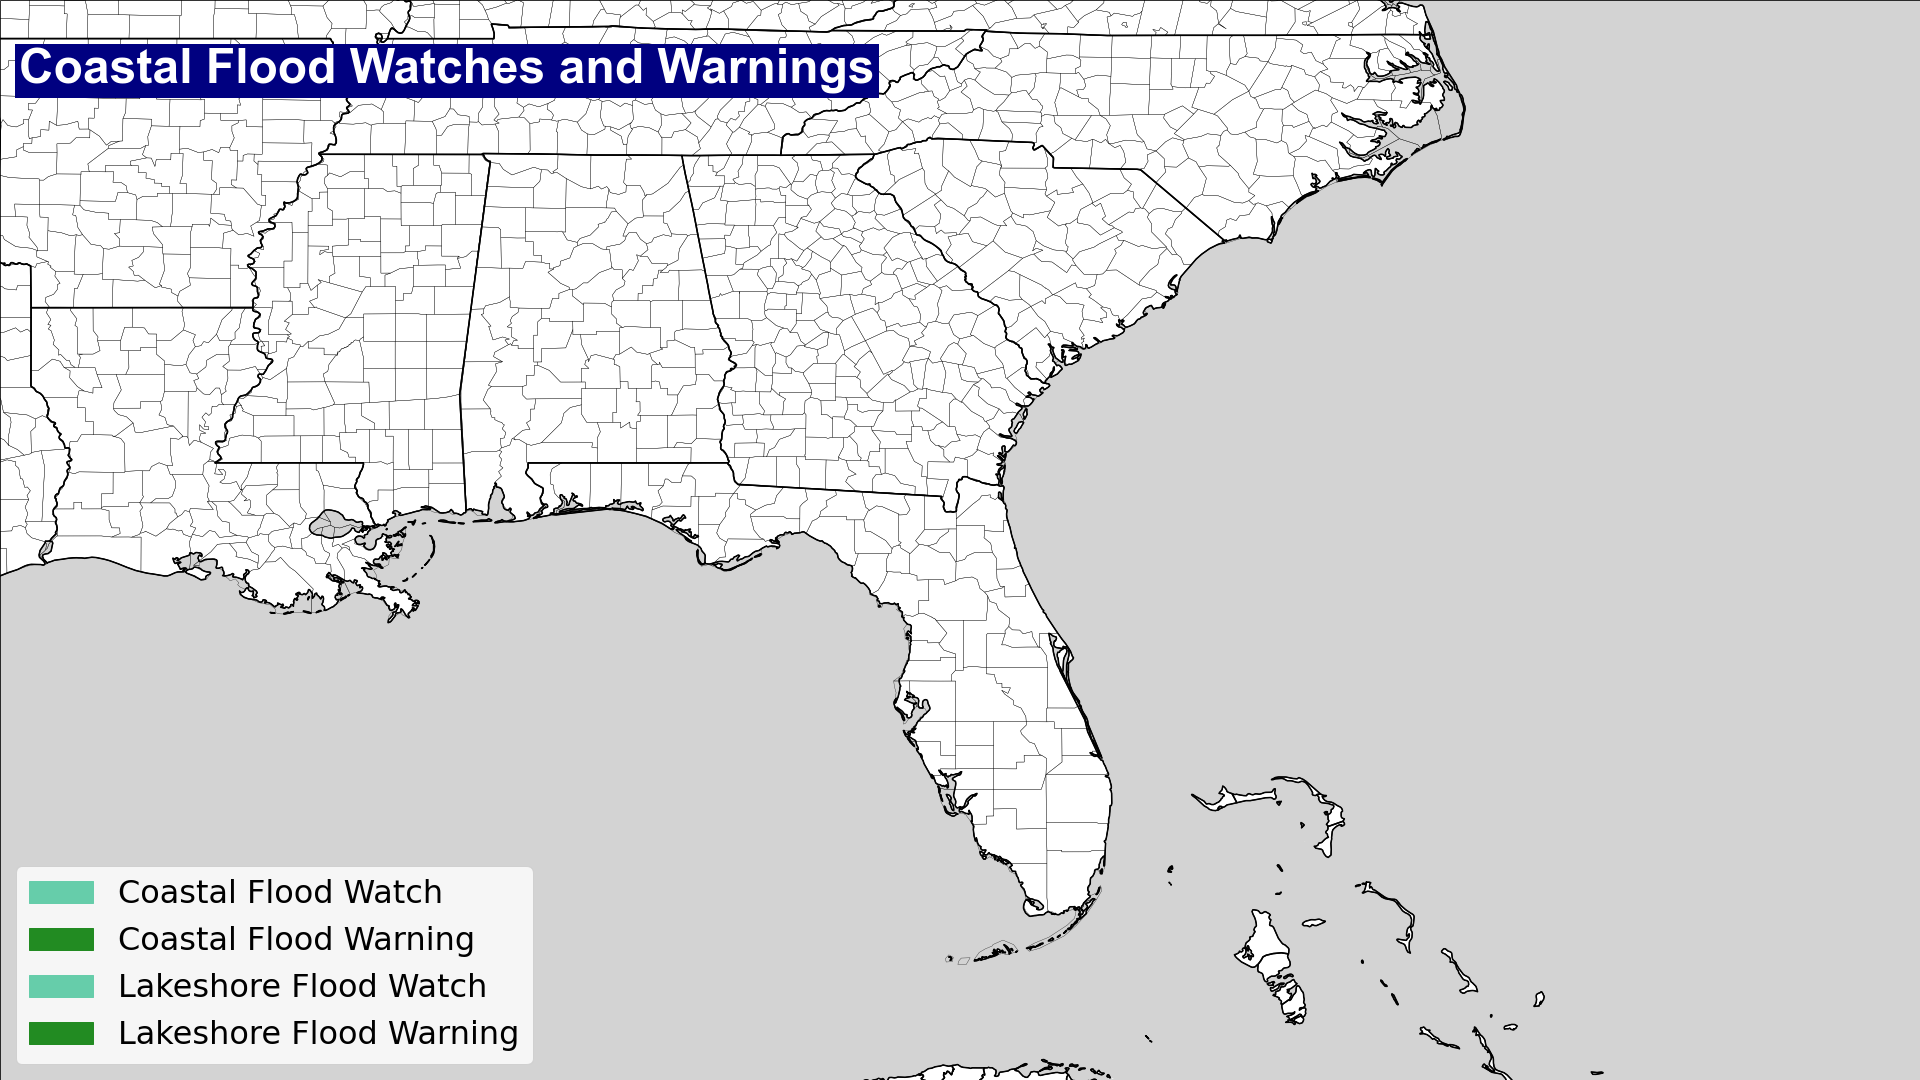 Coastal Flood Watches and Warnings
Coastal Flood Watch
Coastal Flood Warning
Lakeshore Flood Watch
Lakeshore Flood Warning